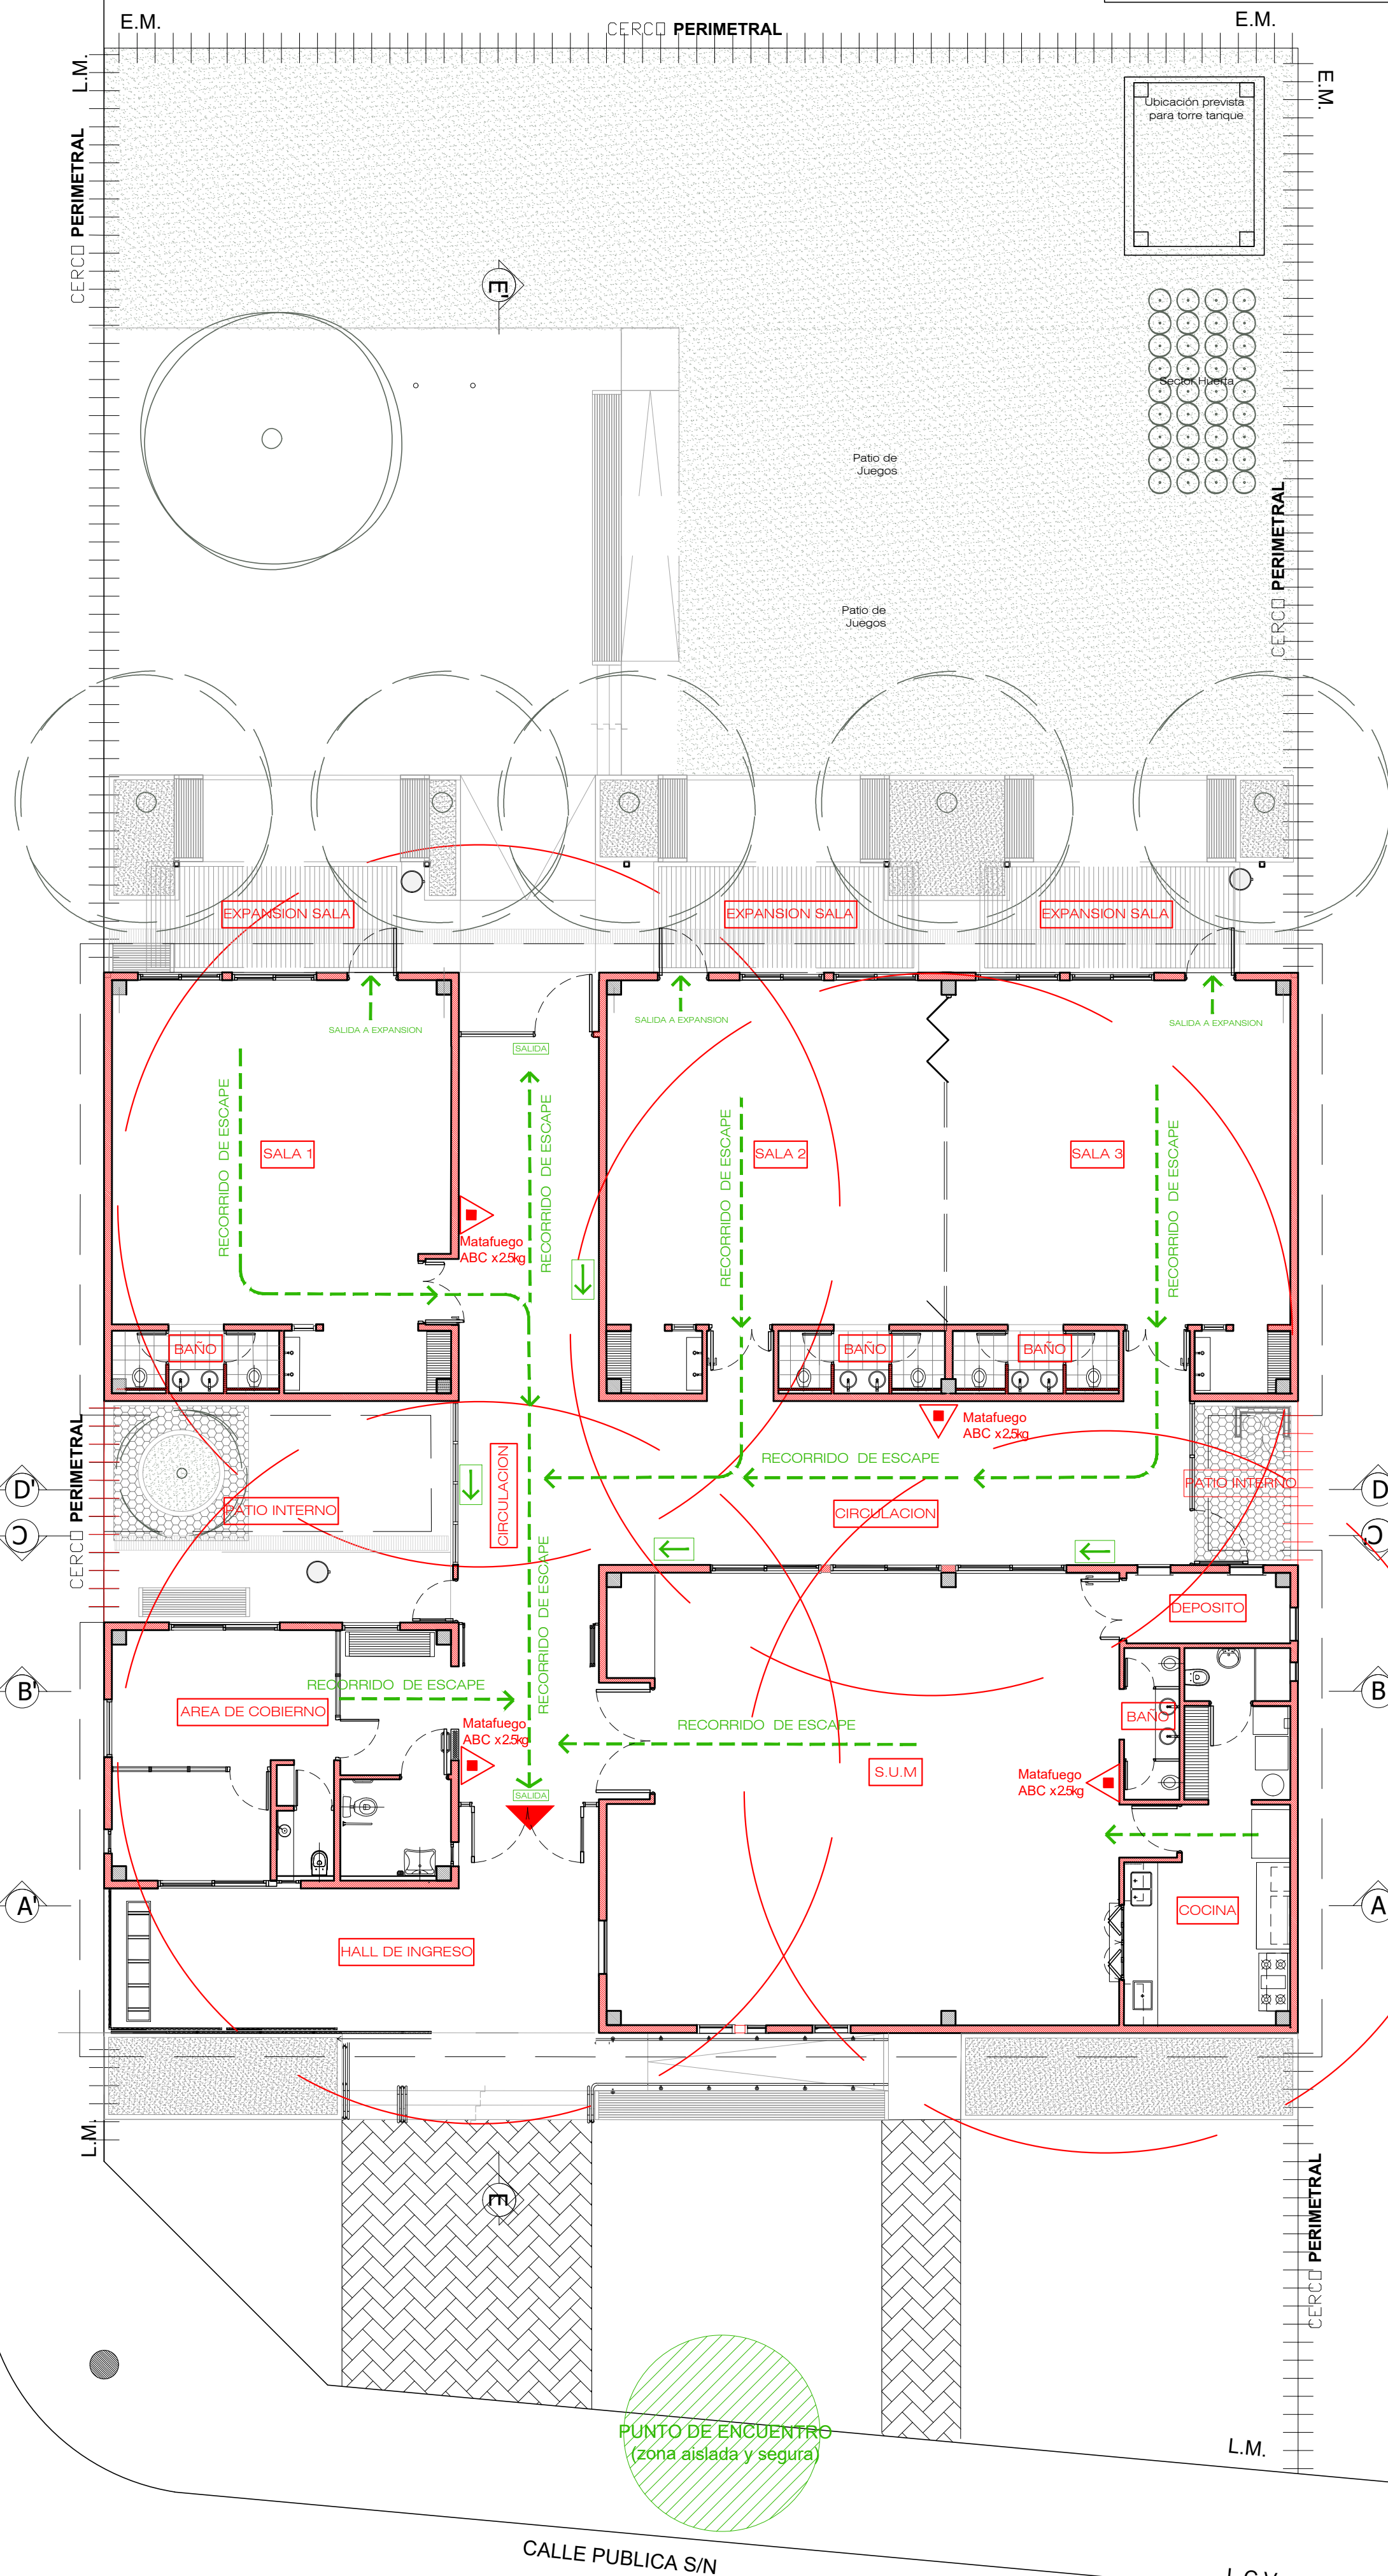 E.M.
CERCO PERIMETRAL
E.M.
L.M.
E.M.
CERCO PERIMETRAL
Ubicación prevista
para torre tanque
E'
Sector Huerta
Patio de
Juegos
CERCO PERIMETRAL
Patio de
Juegos
EXPANSION SALA
EXPANSION SALA
EXPANSION SALA
SALIDA A EXPANSION
SALIDA A EXPANSION
SALIDA A EXPANSION
SALIDA
RECORRIDO DE ESCAPE
RECORRIDO DE ESCAPE
RECORRIDO DE ESCAPE
RECORRIDO DE ESCAPE
SALA 1
SALA 2
SALA 3
Matafuego
ABC x2.5kg
BAÑO
BAÑO
BAÑO
Matafuego
ABC x2.5kg
CERCO PERIMETRAL
CIRCULACION
RECORRIDO DE ESCAPE
D'
D
PATIO INTERNO
PATIO INTERNO
CIRCULACION
C
C'
RECORRIDO DE ESCAPE
DEPOSITO
B'
B
RECORRIDO DE ESCAPE
AREA DE COBIERNO
BAÑO
Matafuego
ABC x2.5kg
RECORRIDO DE ESCAPE
S.U.M
Matafuego
ABC x2.5kg
SALIDA
A'
A
COCINA
HALL DE INGRESO
L.M.
E
CERCO PERIMETRAL
PUNTO DE ENCUENTRO
(zona aislada y segura)
L.M.
CALLE PUBLICA S/N